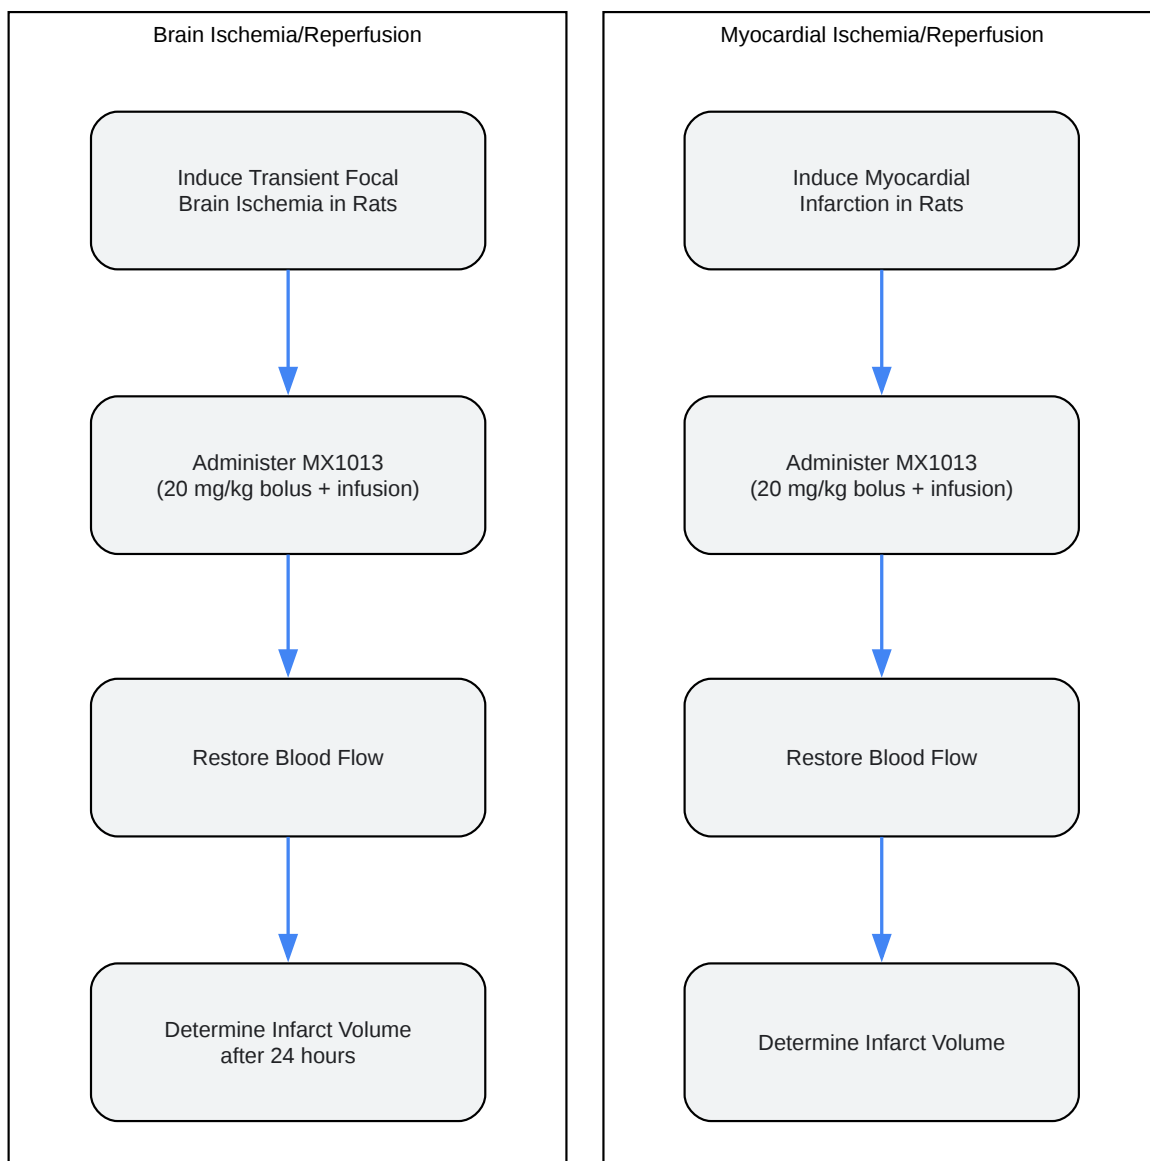 Brain Ischemia/Reperfusion
Induce Transient Focal
Brain Ischemia in Rats
Administer MX1013
(20 mg/kg bolus + infusion)
Restore Blood Flow
Determine Infarct Volume
after 24 hours
Myocardial Ischemia/Reperfusion
Induce Myocardial
Infarction in Rats
Administer MX1013
(20 mg/kg bolus + infusion)
Restore Blood Flow
Determine Infarct Volume